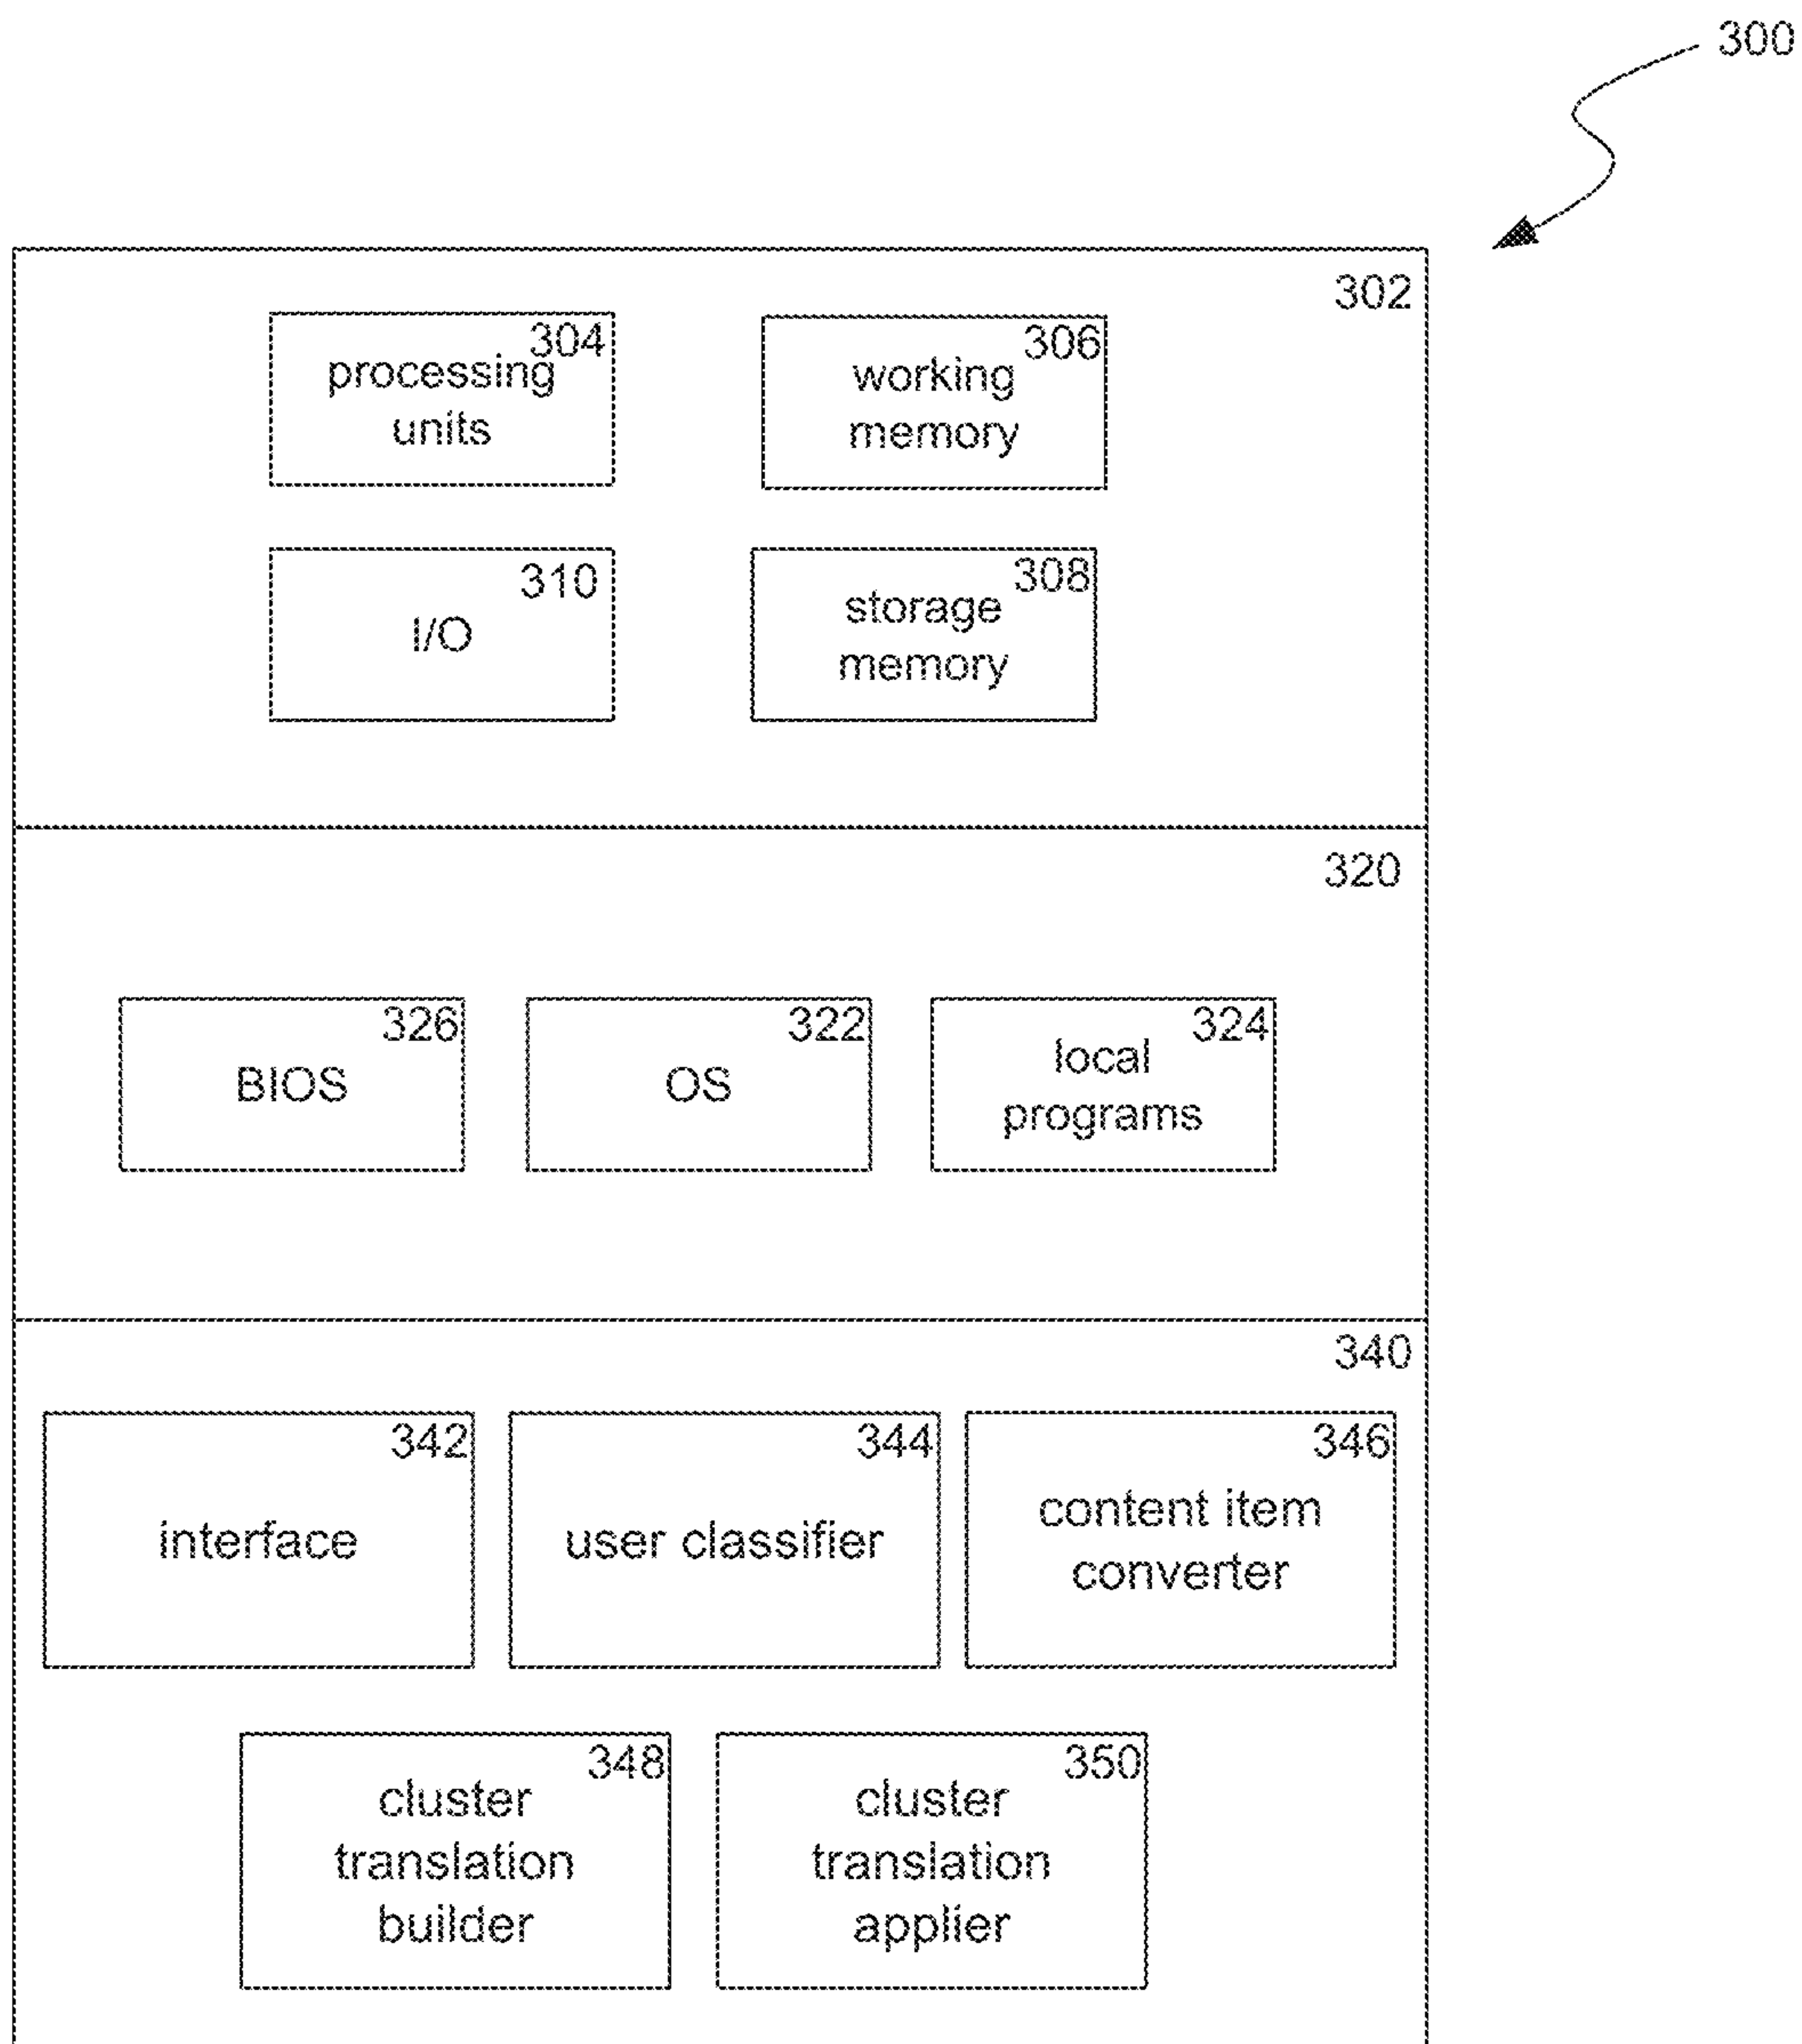 300
302
304
processing
units
306
working
memory
310
I/O
308
storage
memory
320
326
BIOS
322
OS
324
local
programs
340
342
interface
344
user classifier
346
content item
converter
348
cluster
translation
builder
350
cluster
translation
applier